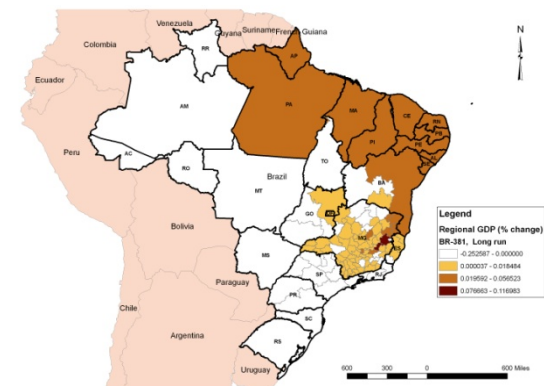 Venezuela
Guyana
Suriname
French Guiana
Colombia
N
RR
AP
Ecuador
AM
PA
MA
CE
RN
PB
PI
PE
AL
SE
Peru
AC
TO
RO
BA
Brazil
MT
GO
Bolivia
MG
MS
SP
RJ
Paraguay
PR
Chile
SC
Argentina
RS
Uruguay
Legend
Regional GDP (% change)
BR-381, Long run
-0.252587 - 0.000000
0.000037 - 0.018484
0.019592 - 0.056523
0.078663 - 0.116983
600 300 0 600 Miles